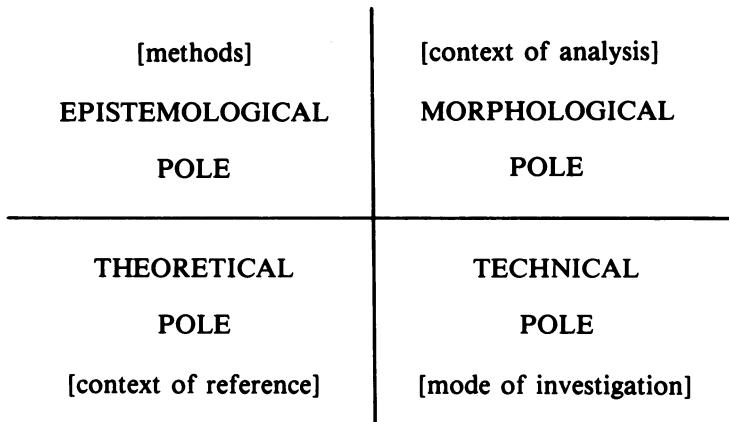 [methods]
EPISTEMOLOGICAL
POLE
[context of analysis]
MORPHOLOGICAL
POLE
THEORETICAL
POLE
[context of reference]
TECHNICAL
POLE
[mode of investigation]